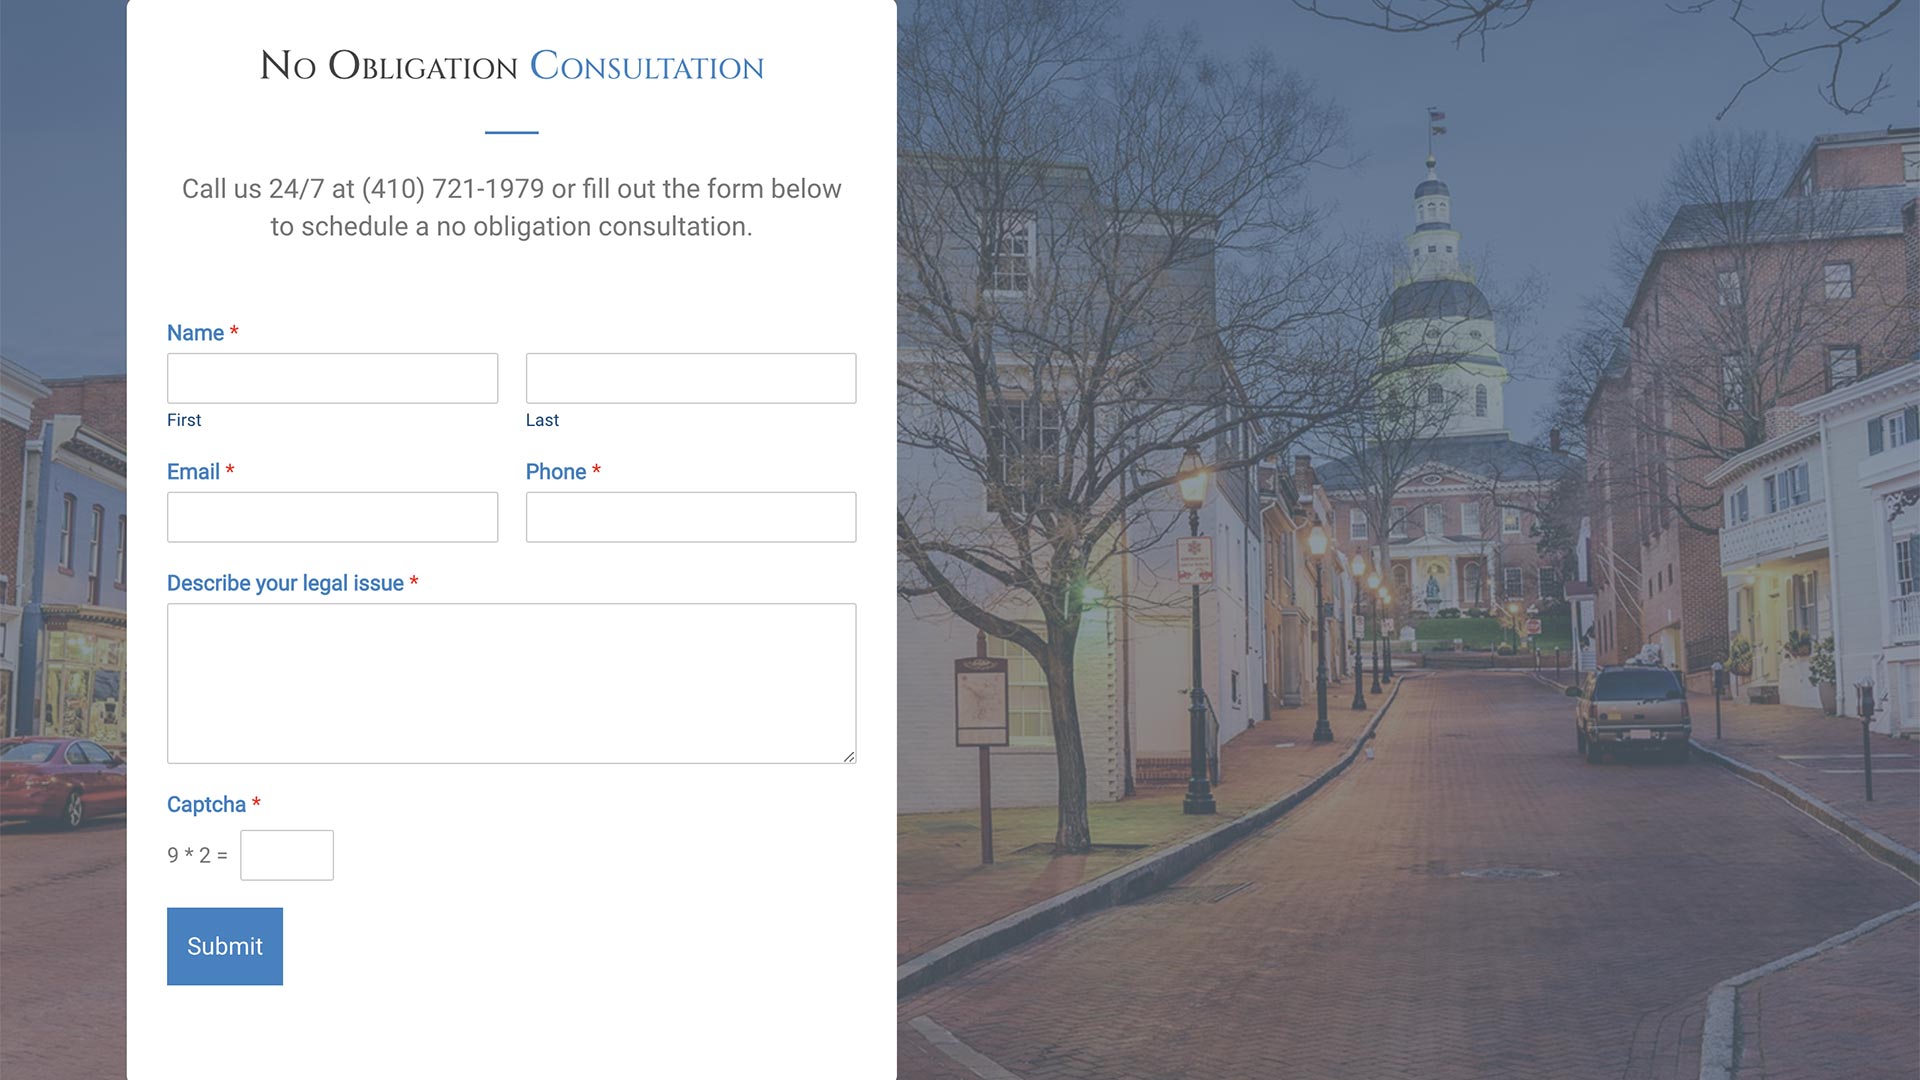 No Obligation Consultation
Call us 24/7 at (410) 721-1979 or fill out the form below
to schedule a no obligation consultation.
Name *
First
Last
Email *
Phone *
Describe your legal issue *
Captcha *
9 * 2 =
Submit